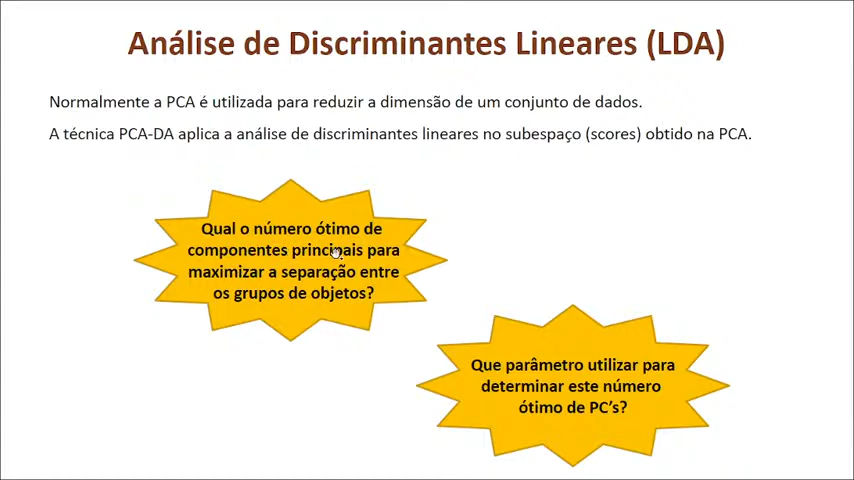 Análise de Discriminantes Lineares (LDA)
Normalmente a PCA é utilizada para reduzir a dimensão de um conjunto de dados.
A técnica PCA-DA aplica a análise de discriminantes lineares no subespaço (scores) obtido na PCA.
Qual o número ótimo de
componentes principais para
maximizar a separação entre
os grupos de objetos?
Que parâmetro utilizar para
determinar este número
ótimo de PC’s?